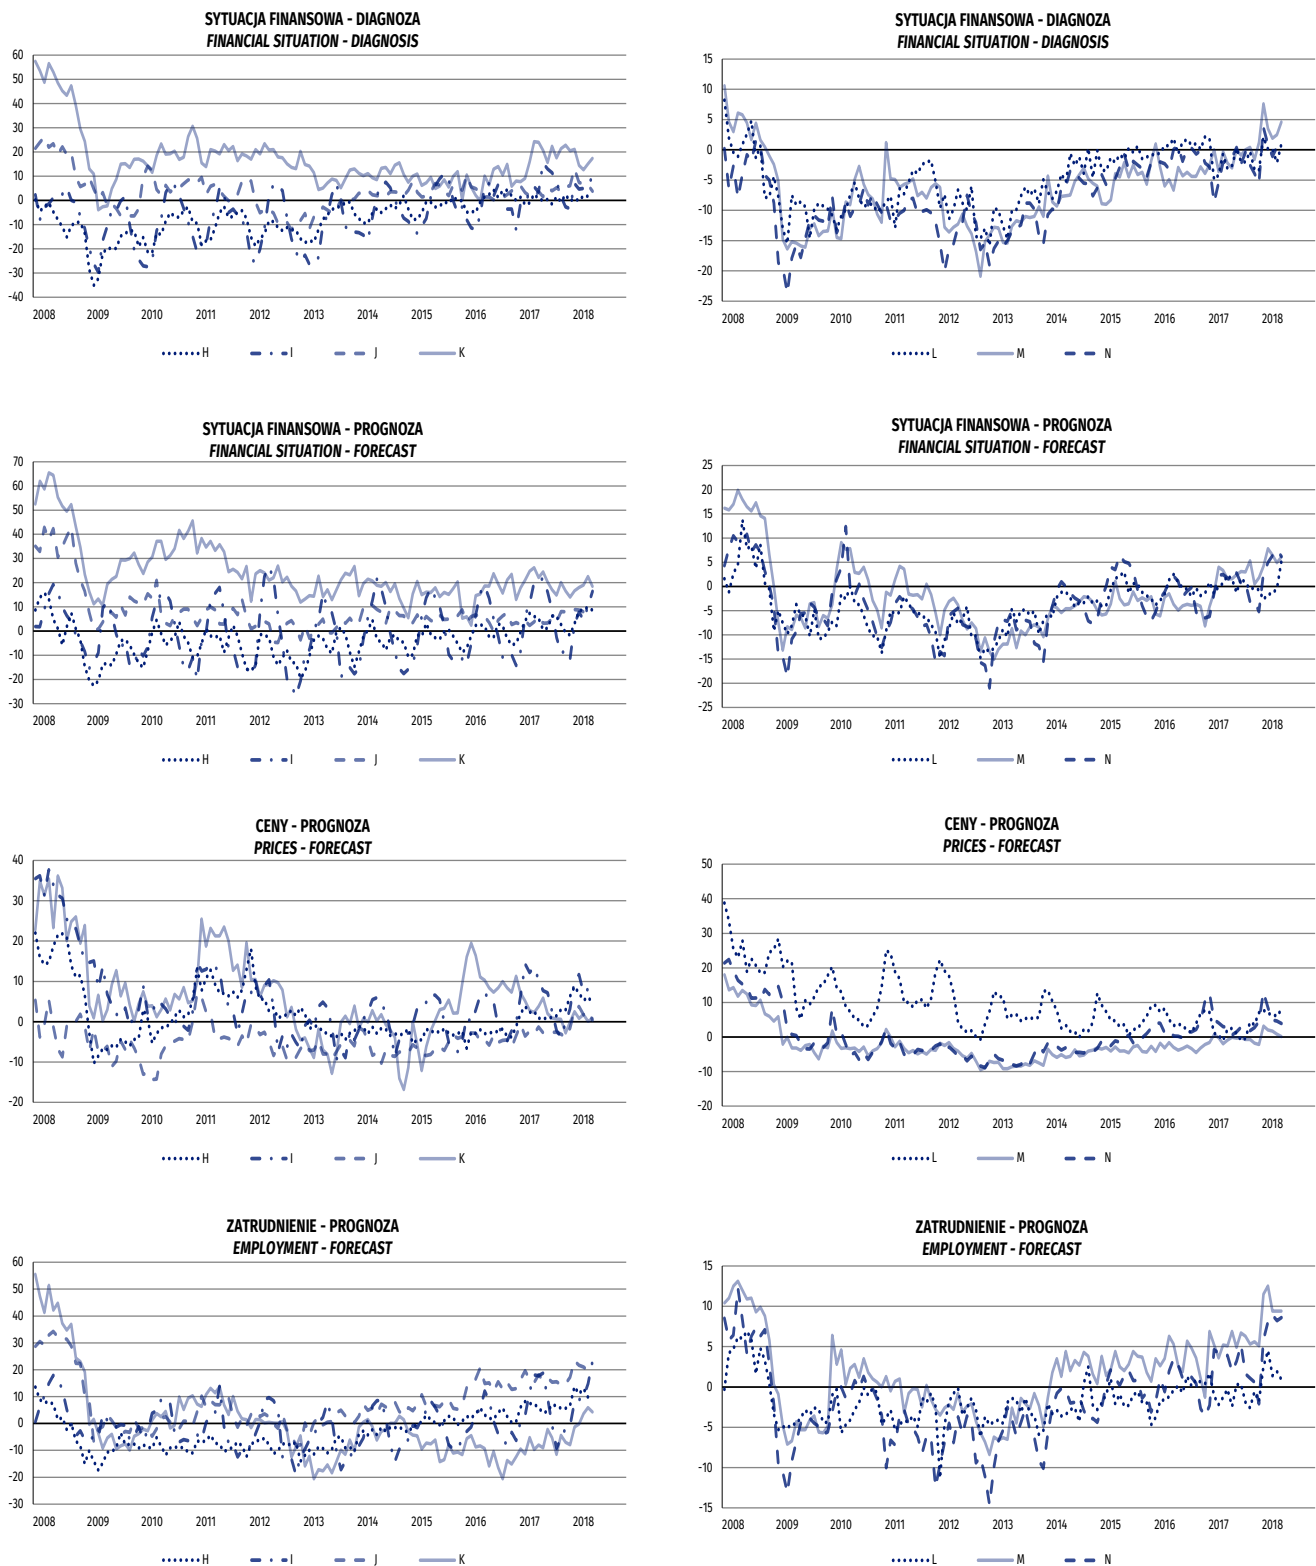 SYTUACJA FINANSOWA - DIAGNOZA
FINANCIAL SITUATION - DIAGNOSIS
60
50
40
30
20
10
0
-10
-20
-30
-40
2008 2009 2010 2011 2012 2013 2014 2015 2016 2017 2018
H I J K
SYTUACJA FINANSOWA - DIAGNOZA
FINANCIAL SITUATION - DIAGNOSIS
15
10
5
0
-5
-10
-15
-20
-25
2008 2009 2010 2011 2012 2013 2014 2015 2016 2017 2018
L M N
SYTUACJA FINANSOWA - PROGNOZA
FINANCIAL SITUATION - FORECAST
70
60
50
40
30
20
10
0
-10
-20
-30
2008 2009 2010 2011 2012 2013 2014 2015 2016 2017 2018
H I J K
SYTUACJA FINANSOWA - PROGNOZA
FINANCIAL SITUATION - FORECAST
25
20
15
10
5
0
-5
-10
-15
-20
-25
2008 2009 2010 2011 2012 2013 2014 2015 2016 2017 2018
L M N
CENY - PROGNOZA
PRICES - FORECAST
40
30
20
10
0
-10
-20
2008 2009 2010 2011 2012 2013 2014 2015 2016 2017 2018
H I J K
CENY - PROGNOZA
PRICES - FORECAST
50
40
30
20
10
0
-10
-20
2008 2009 2010 2011 2012 2013 2014 2015 2016 2017 2018
L M N
ZATRUDNIENIE - PROGNOZA
EMPLOYMENT - FORECAST
60
50
40
30
20
10
0
-10
-20
-30
2008 2009 2010 2011 2012 2013 2014 2015 2016 2017 2018
H I J K
ZATRUDNIENIE - PROGNOZA
EMPLOYMENT - FORECAST
15
10
5
0
-5
-10
-15
2008 2009 2010 2011 2012 2013 2014 2015 2016 2017 2018
L M N